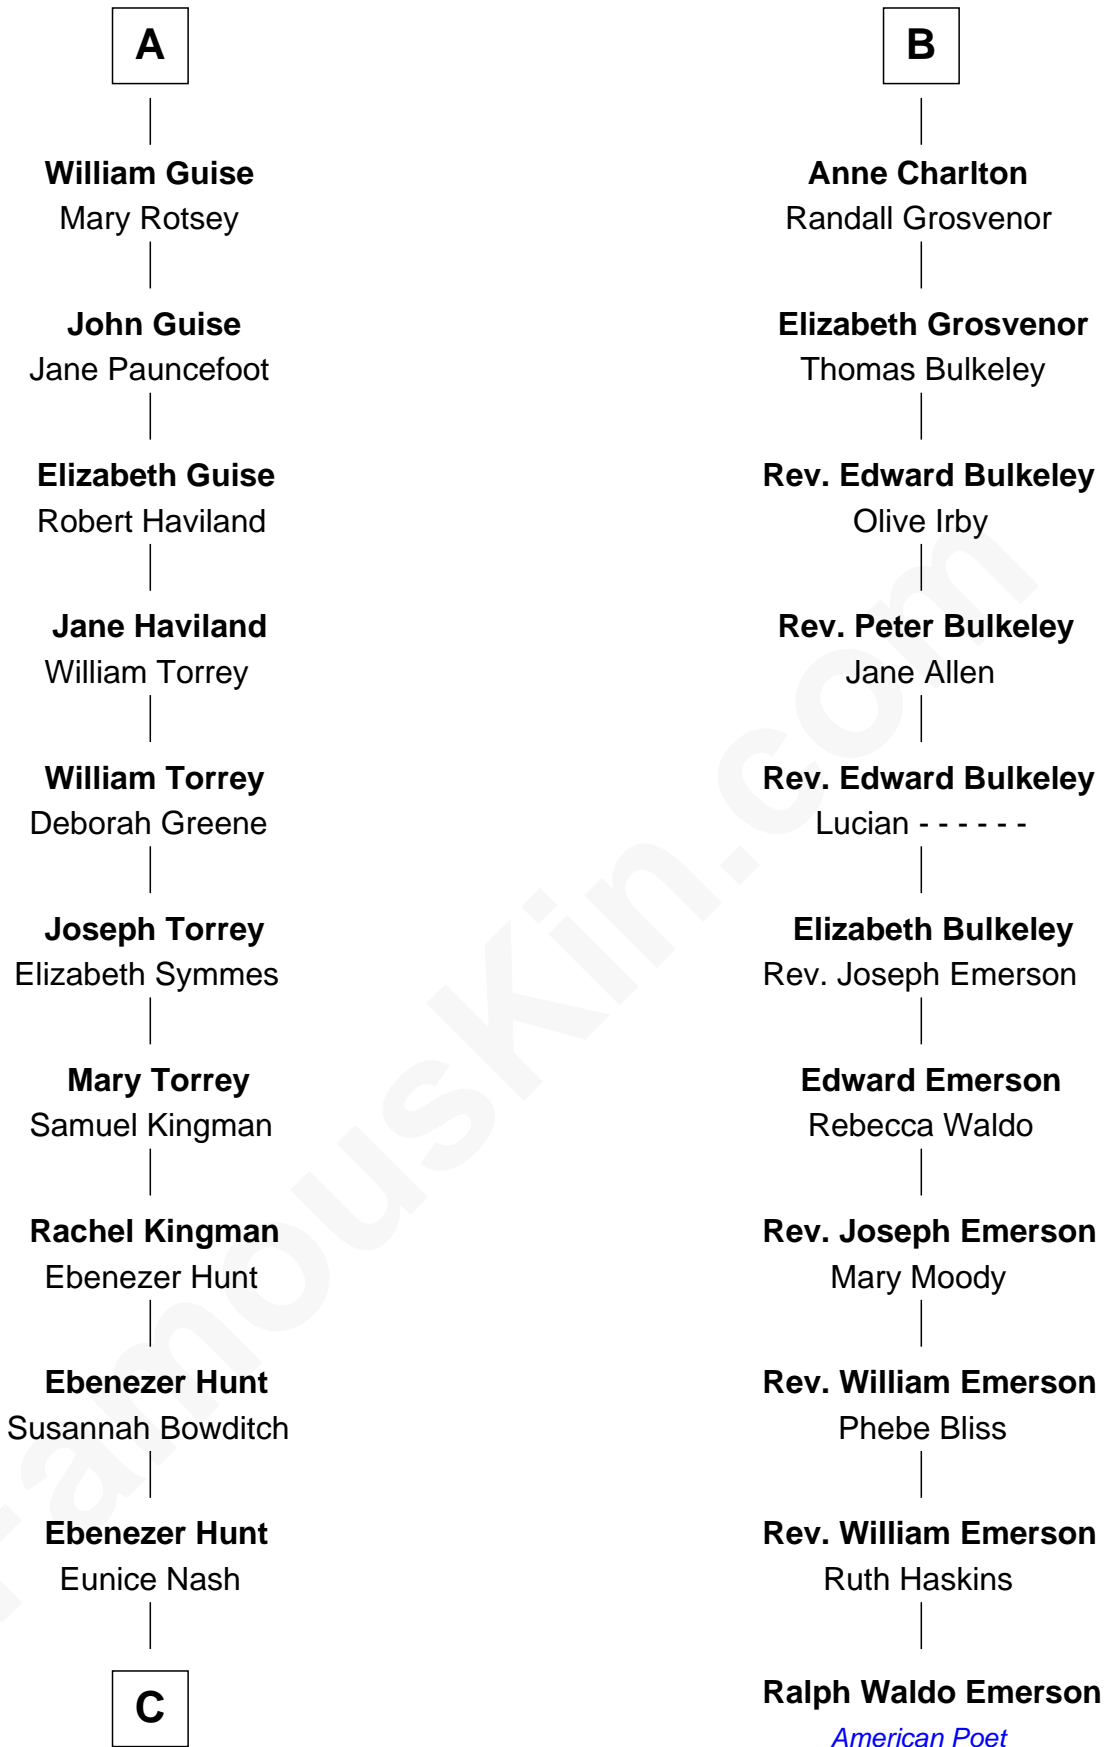 A
William Guise
Mary Rotsey
John Guise
Jane Pauncefoot
Elizabeth Guise
Robert Haviland
Jane Haviland
William Torrey
William Torrey
Deborah Greene
Joseph Torrey
Elizabeth Symmes
Mary Torrey
Samuel Kingman
Rachel Kingman
Ebenezer Hunt
Ebenezer Hunt
Susannah Bowditch
Ebenezer Hunt
Eunice Nash
C
B
Anne Charlton
Randall Grosvenor
Elizabeth Grosvenor
Thomas Bulkeley
Rev. Edward Bulkeley
Olive Irby
Rev. Peter Bulkeley
Jane Allen
Rev. Edward Bulkeley
Lucian - - - - - -
Elizabeth Bulkeley
Rev. Joseph Emerson
Edward Emerson
Rebecca Waldo
Rev. Joseph Emerson
Mary Moody
Rev. William Emerson
Phebe Bliss
Rev. William Emerson
Ruth Haskins
Ralph Waldo Emerson
American Poet
FamousKin.com